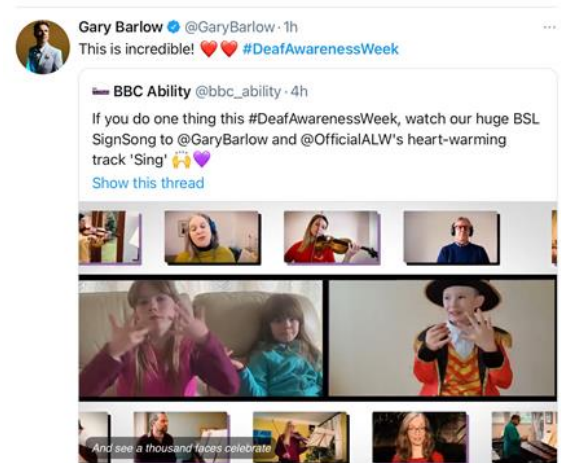 Gary Barlow @GaryBarlow · 1h
This is incredible! ❤️❤️ #DeafAwarenessWeek
BBC Ability @bbc_ability · 4h
If you do one thing this #DeafAwarenessWeek, watch our huge BSL
SignSong to @GaryBarlow and @OfficialALW's heart-warming
track 'Sing' 🙌💜
Show this thread
And see a thousand faces celebrate